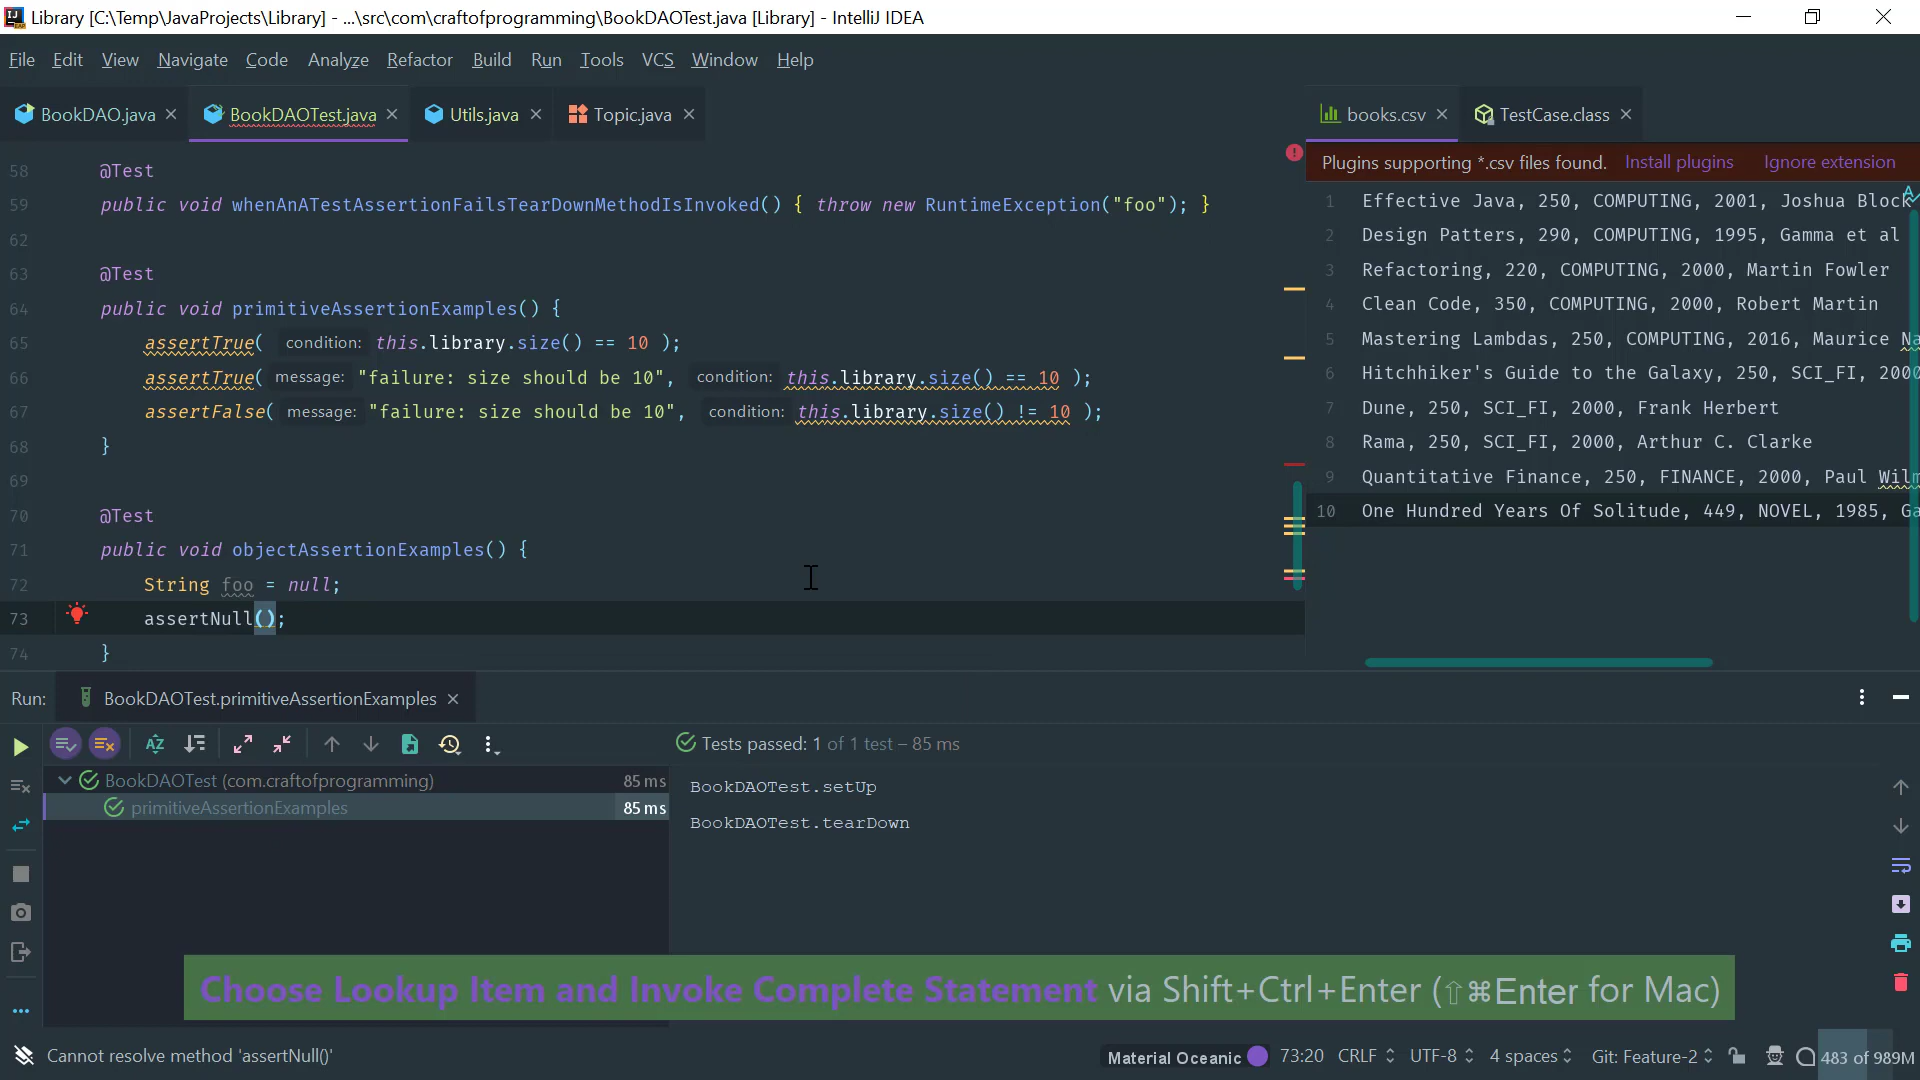 Library [C:\Temp\JavaProjects\Library] - ...\src\com\craftofprogramming\BookDAOTest.java [Library] - IntelliJ IDEA
File Edit View Navigate Code Analyze Refactor Build Run Tools VCS Window Help
BookDAO.java BookDAOTest.java Utils.java Topic.java books.csv TestCase.class
Plugins supporting *.csv files found. Install plugins Ignore extension
58 @Test
59 public void whenAnATestAssertionFailsTearDownMethodIsInvoked() { throw new RuntimeException("foo"); }
62
63 @Test
64 public void primitiveAssertionExamples() {
65 assertTrue( condition: this.library.size() == 10 );
66 assertTrue( message: "failure: size should be 10", condition: this.library.size() == 10 );
67 assertFalse( message: "failure: size should be 10", condition: this.library.size() != 10 );
68 }
69
70 @Test
71 public void objectAssertionExamples() {
72 String foo = null;
73 assertNull();
74 }
1 Effective Java, 250, COMPUTING, 2001, Joshua Block
2 Design Patters, 290, COMPUTING, 1995, Gamma et al
3 Refactoring, 220, COMPUTING, 2000, Martin Fowler
4 Clean Code, 350, COMPUTING, 2000, Robert Martin
5 Mastering Lambdas, 250, COMPUTING, 2016, Maurice Na
6 Hitchhiker's Guide to the Galaxy, 250, SCI_FI, 200
7 Dune, 250, SCI_FI, 2000, Frank Herbert
8 Rama, 250, SCI_FI, 2000, Arthur C. Clarke
9 Quantitative Finance, 250, FINANCE, 2000, Paul Wilm
10 One Hundred Years Of Solitude, 449, NOVEL, 1985, Ga
Run: BookDAOTest.primitiveAssertionExamples
Tests passed: 1 of 1 test – 85 ms
BookDAOTest (com.craftofprogramming) 85 ms
primitiveAssertionExamples 85 ms
BookDAOTest.setUp
BookDAOTest.tearDown
Choose Lookup Item and Invoke Complete Statement via Shift+Ctrl+Enter (⇧⌘Enter for Mac)
Cannot resolve method 'assertNull()'
Material Oceanic 73:20 CRLF UTF-8 4 spaces Git: Feature-2 483 of 989M